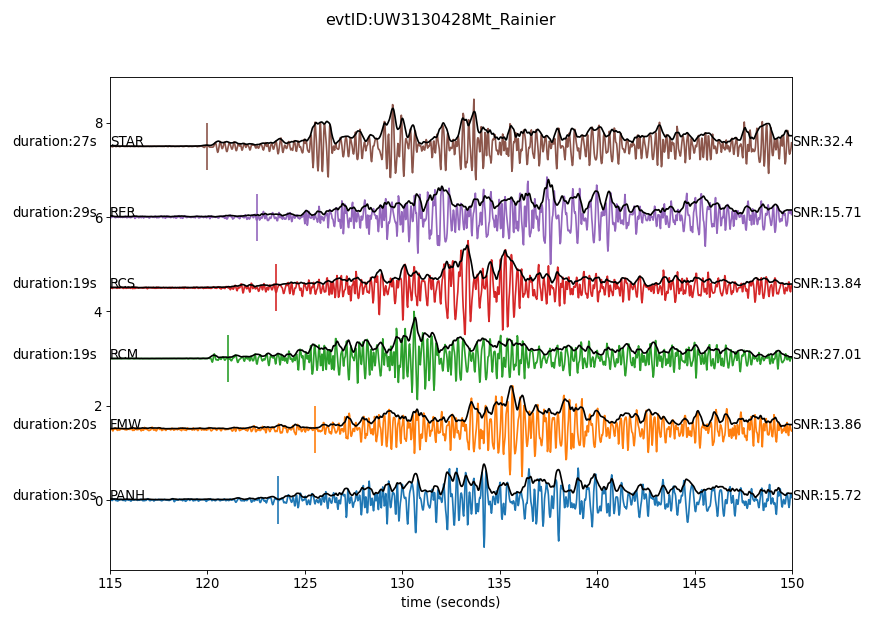 evtID:UW3130428Mt_Rainier
8
duration:27s STAR SNR:32.4
duration:29s RER SNR:15.71
6
duration:19s RCS SNR:13.84
4
duration:19s RCM SNR:27.01
2
duration:20s FMW SNR:13.86
duration:30s PANH SNR:15.72
0
115 120 125 130 135 140 145 150
time (seconds)